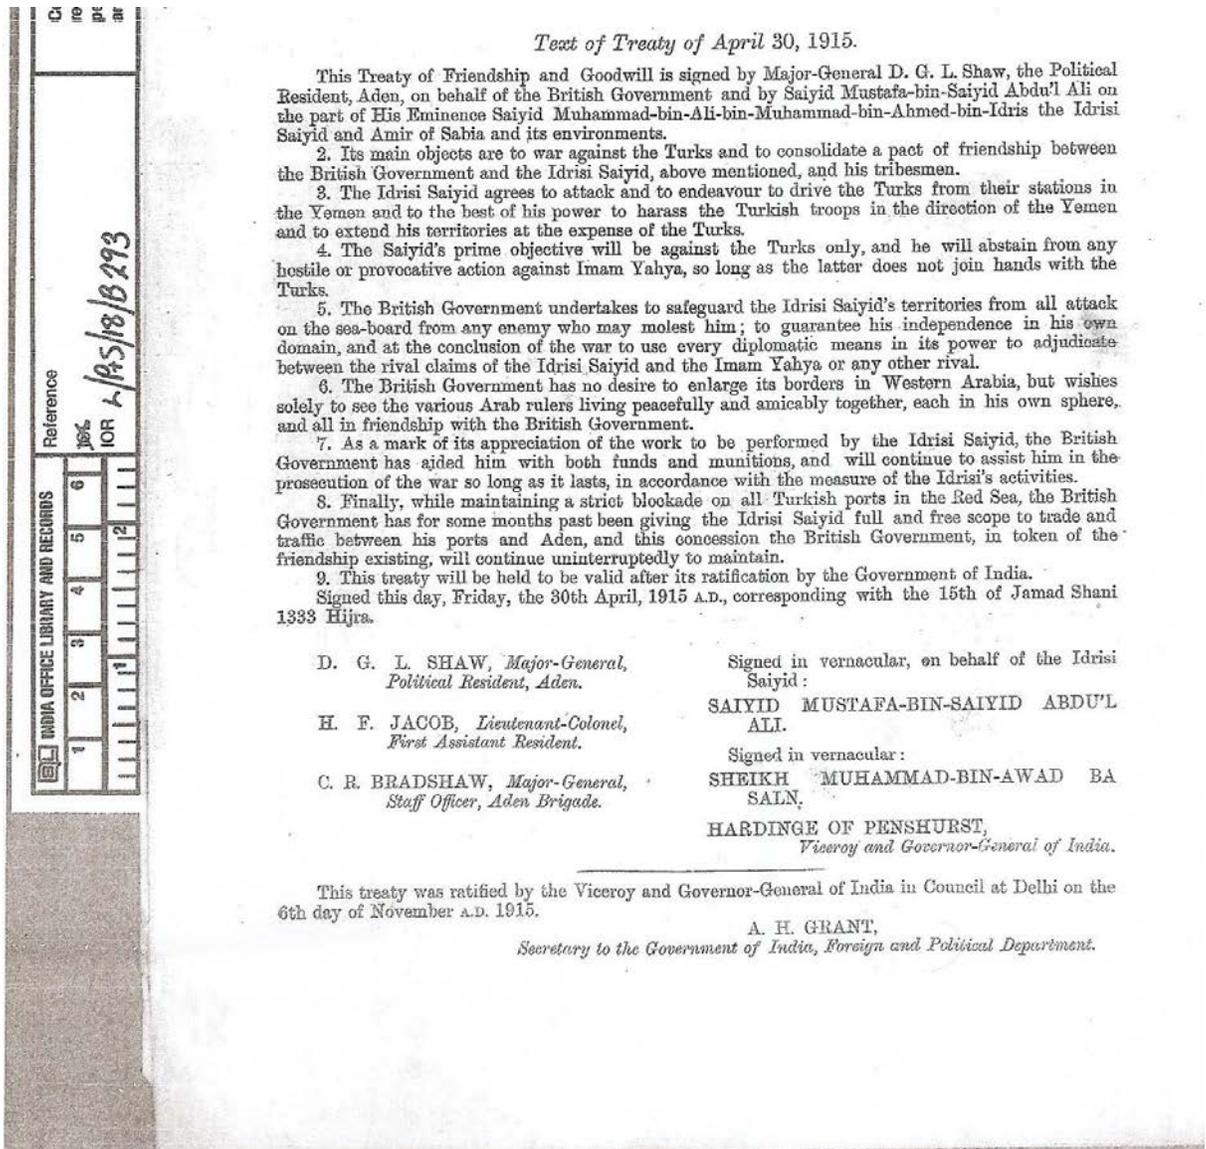 Text of Treaty of April 30, 1915.
This Treaty of Friendship and Goodwill is signed by Major-General D. G. L. Shaw, the Political
Resident, Aden, on behalf of the British Government and by Saiyid Mustafa-bin-Saiyid Abdu'l Ali on
the part of His Eminence Saiyid Muhammad-bin-Ali-bin-Muhammad-bin-Ahmed-bin-Idris the Idrisi
Saiyid and Amir of Sabia and its environments.
2. Its main objects are to war against the Turks and to consolidate a pact of friendship between
the British Government and the Idrisi Saiyid, above mentioned, and his tribesmen.
3. The Idrisi Saiyid agrees to attack and to endeavour to drive the Turks from their stations in
the Yemen and to the best of his power to harass the Turkish troops in the direction of the Yemen
and to extend his territories at the expense of the Turks.
4. The Saiyid's prime objective will be against the Turks only, and he will abstain from any
hostile or provocative action against Imam Yahya, so long as the latter does not join hands with the
Turks.
5. The British Government undertakes to safeguard the Idrisi Saiyid's territories from all attack
on the sea-board from any enemy who may molest him; to guarantee his independence in his own
domain, and at the conclusion of the war to use every diplomatic means in its power to adjudicate
between the rival claims of the Idrisi Saiyid and the Imam Yahya or any other rival.
6. The British Government has no desire to enlarge its borders in Western Arabia, but wishes
solely to see the various Arab rulers living peacefully and amicably together, each in his own sphere,
and all in friendship with the British Government.
7. As a mark of its appreciation of the work to be performed by the Idrisi Saiyid, the British
Government has aided him with both funds and munitions, and will continue to assist him in the
prosecution of the war so long as it lasts, in accordance with the measure of the Idrisi's activities.
8. Finally, while maintaining a strict blockade on all Turkish ports in the Red Sea, the British
Government has for some months past been giving the Idrisi Saiyid full and free scope to trade and
traffic between his ports and Aden, and this concession the British Government, in token of the
friendship existing, will continue uninterruptedly to maintain.
9. This treaty will be held to be valid after its ratification by the Government of India.
Signed this day, Friday, the 30th April, 1915 A.D., corresponding with the 15th of Jamad Shani
1333 Hijra.
D. G. L. SHAW, Major-General,
Political Resident, Aden.
H. F. JACOB, Lieutenant-Colonel,
First Assistant Resident.
C. R. BRADSHAW, Major-General,
Staff Officer, Aden Brigade.
Signed in vernacular, on behalf of the Idrisi
Saiyid:
SAIYID MUSTAFA-BIN-SAIYID ABDU'L
ALI.
Signed in vernacular:
SHEIKH MUHAMMAD-BIN-AWAD BA
SALN.
HARDINGE OF PENSHURST,
Viceroy and Governor-General of India.
This treaty was ratified by the Viceroy and Governor-General of India in Council at Delhi on the
6th day of November A.D. 1915.
A. H. GRANT,
Secretary to the Government of India, Foreign and Political Department.
BL INDIA OFFICE LIBRARY AND RECORDS
1 2 3 4 5 6
1 2
Reference
IOR L/P&S/18/B293